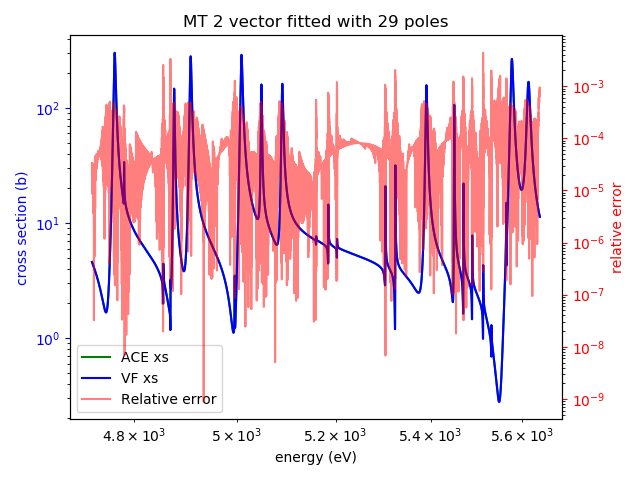 MT 2 vector fitted with 29 poles
cross section (b)
10²
10¹
10⁰
relative error
10⁻³
10⁻⁴
10⁻⁵
10⁻⁶
10⁻⁷
10⁻⁸
10⁻⁹
ACE xs
VF xs
Relative error
4.8 × 10³ 5 × 10³ 5.2 × 10³ 5.4 × 10³ 5.6 × 10³
energy (eV)